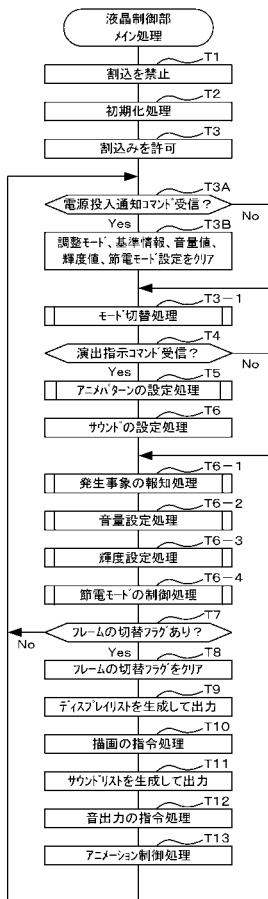 液晶制御部
メイン処理
T1
割込を禁止
T2
初期化処理
T3
割込みを許可
T3A
電源投入通知コマンド受信?
No
Yes
T3B
調整モード、基準情報、音量値、
輝度値、節電モード設定をクリア
T3-1
モード切替処理
T4
演出指示コマンド受信?
No
Yes
T5
アニメパターンの設定処理
T6
サウンドの設定処理
T6-1
発生事象の報知処理
T6-2
音量設定処理
T6-3
輝度設定処理
T6-4
節電モードの制御処理
T7
フレームの切替フラグあり?
No
Yes
T8
フレームの切替フラグをクリア
T9
ディスプレイリストを生成して出力
T10
描画の指令処理
T11
サウンドリストを生成して出力
T12
音出力の指令処理
T13
アニメーション制御処理